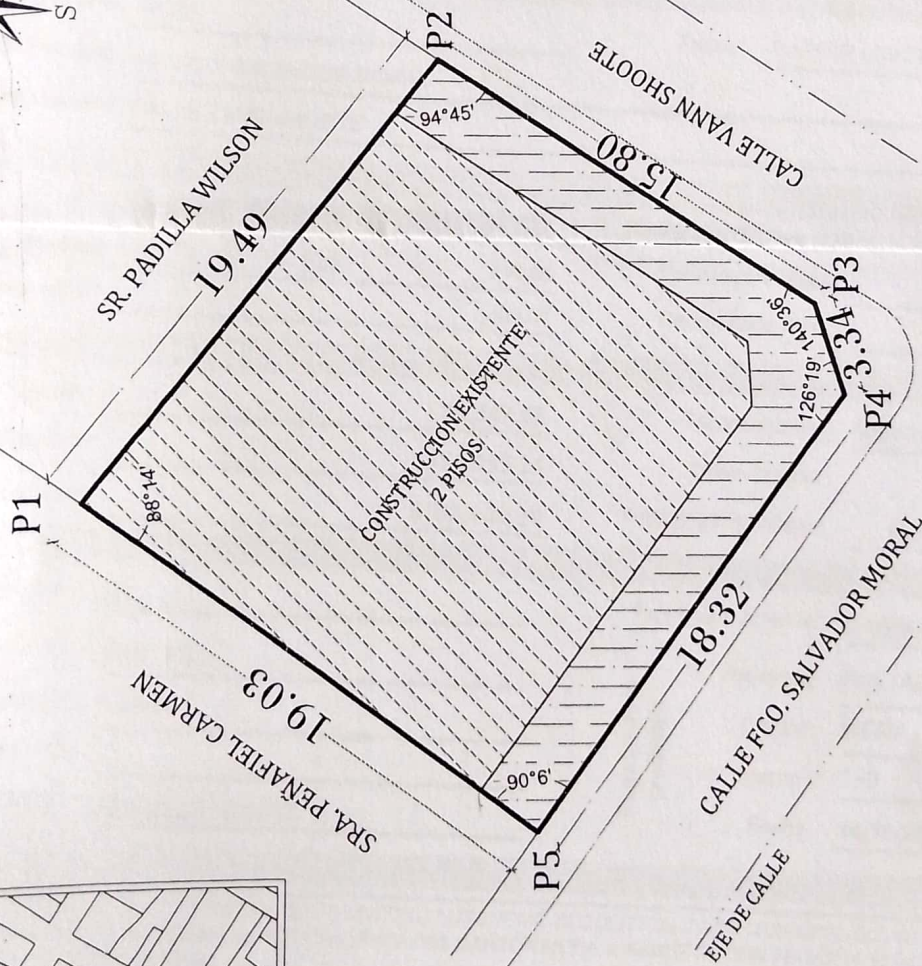 S
P2
CALLE VANN SHOOTE
94°45'
15.80
SR. PADILLA WILSON
19.49
P3
140°36'
3.34
126°19'
P4
CONSTRUCCION EXISTENTE
2 PISOS
P1
88°14'
18.32
CALLE FCO. SALVADOR MORAL
19.03
SRA. PEÑAFIEL CARMEN
90°6'
P5
EJE DE CALLE